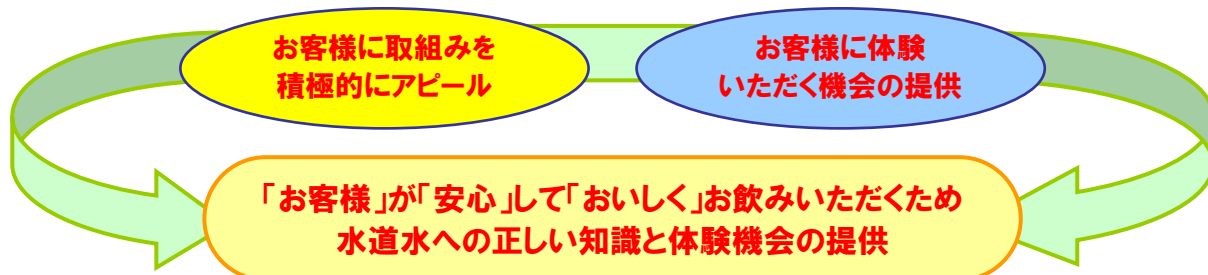 お客様に取組みを
積極的にアピール
お客様に体験
いただく機会の提供
「お客様」が「安心」して「おいしく」お飲みいただくため
水道水への正しい知識と体験機会の提供